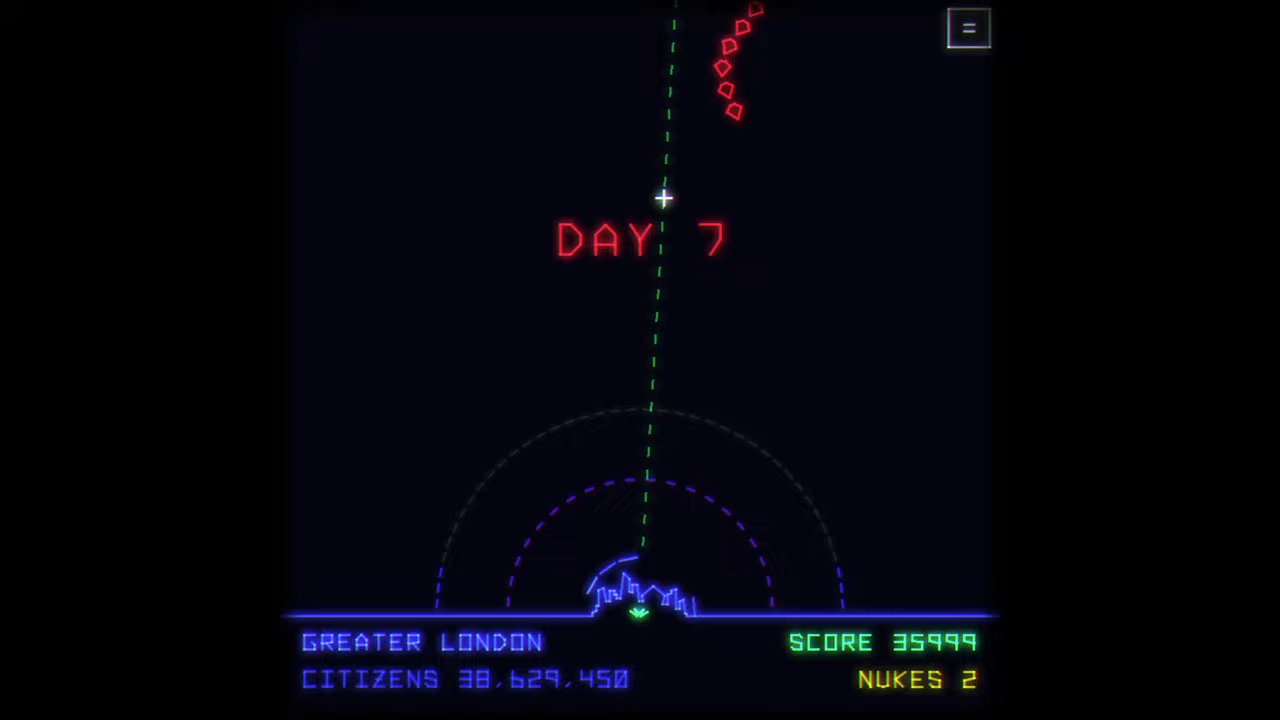 =
DAY 7
GREATER LONDON
SCORE 35999
CITIZENS 38,629,450
NUKES 2